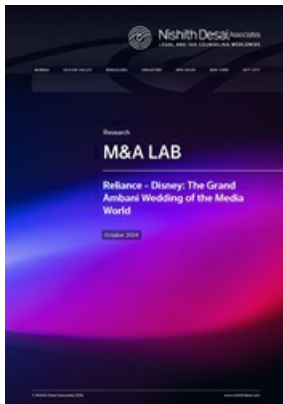 Nishith Desai Associates
LEGAL AND TAX COUNSELING WORLDWIDE
MUMBAI SILICON VALLEY BENGALURU SINGAPORE NEW DELHI NEW YORK GIFT CITY
Research
M&A LAB
Reliance – Disney: The Grand
Ambani Wedding of the Media
World
October 2024
© Nishith Desai Associates 2024 www.nishithdesai.com